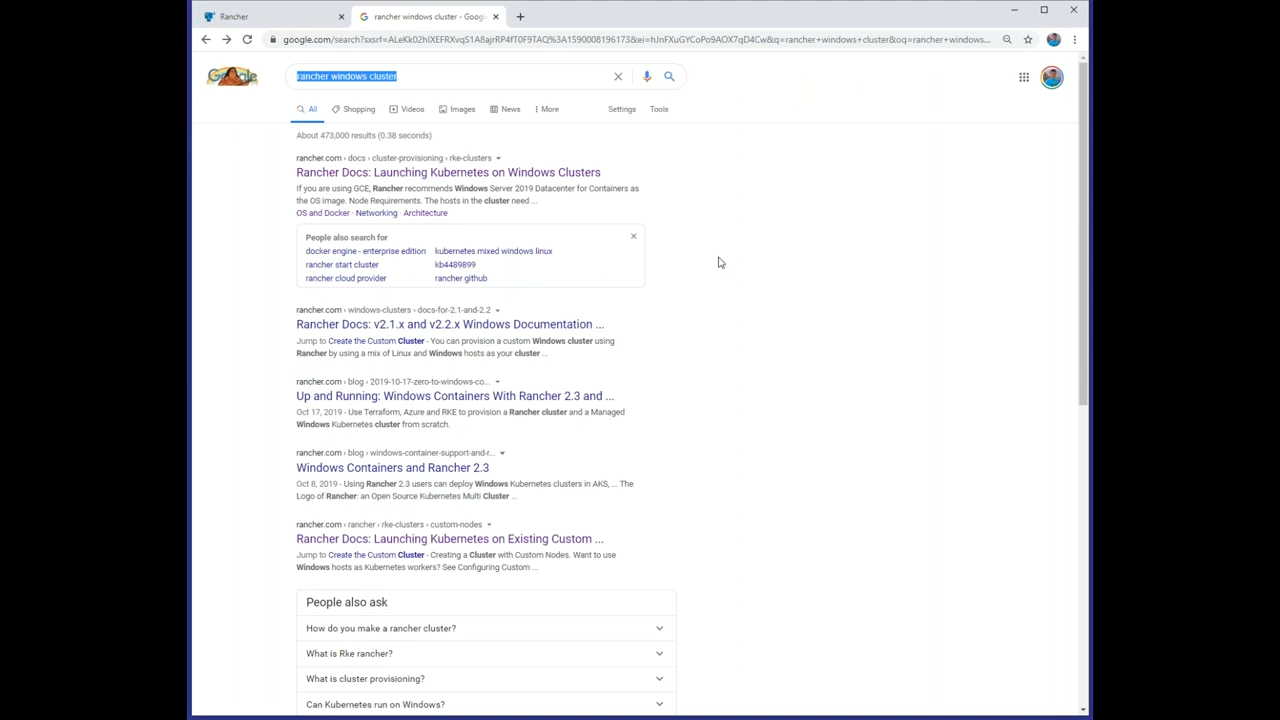 Rancher
rancher windows cluster - Goog
google.com/search?sxsrf=ALeKk02hIXEFRXvqS1A8ajrRP4fT0F9TAQ%3A1590008196173&ei=hJnFXuGYCoPo9AOX7qD4Cw&q=rancher+windows+cluster&oq=rancher+windows...
rancher windows cluster
All
Shopping
Videos
Images
News
More
Settings
Tools
About 473,000 results (0.38 seconds)
rancher.com › docs › cluster-provisioning › rke-clusters
Rancher Docs: Launching Kubernetes on Windows Clusters
If you are using GCE, Rancher recommends Windows Server 2019 Datacenter for Containers as
the OS image. Node Requirements. The hosts in the cluster need ...
OS and Docker · Networking · Architecture
People also search for
docker engine - enterprise edition kubernetes mixed windows linux
rancher start cluster kb4489899
rancher cloud provider rancher github
rancher.com › windows-clusters › docs-for-2.1-and-2.2
Rancher Docs: v2.1.x and v2.2.x Windows Documentation ...
Jump to Create the Custom Cluster - You can provision a custom Windows cluster using
Rancher by using a mix of Linux and Windows hosts as your cluster ...
rancher.com › blog › 2019-10-17-zero-to-windows-co...
Up and Running: Windows Containers With Rancher 2.3 and ...
Oct 17, 2019 - Use Terraform, Azure and RKE to provision a Rancher cluster and a Managed
Windows Kubernetes cluster from scratch.
rancher.com › blog › windows-container-support-and-r...
Windows Containers and Rancher 2.3
Oct 8, 2019 - Using Rancher 2.3 users can deploy Windows Kubernetes clusters in AKS, ... The
Logo of Rancher: an Open Source Kubernetes Multi Cluster ...
rancher.com › rancher › rke-clusters › custom-nodes
Rancher Docs: Launching Kubernetes on Existing Custom ...
Jump to Create the Custom Cluster - Creating a Cluster with Custom Nodes. Want to use
Windows hosts as Kubernetes workers? See Configuring Custom ...
People also ask
How do you make a rancher cluster?
What is Rke rancher?
What is cluster provisioning?
Can Kubernetes run on Windows?